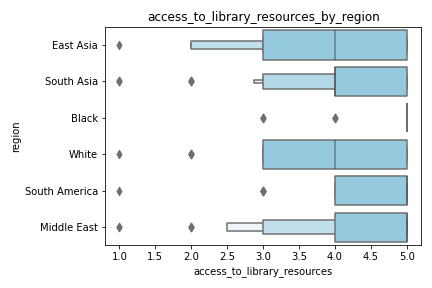 access_to_library_resources_by_region
East Asia
South Asia
Black
White
South America
Middle East
region
1.0 1.5 2.0 2.5 3.0 3.5 4.0 4.5 5.0
access_to_library_resources